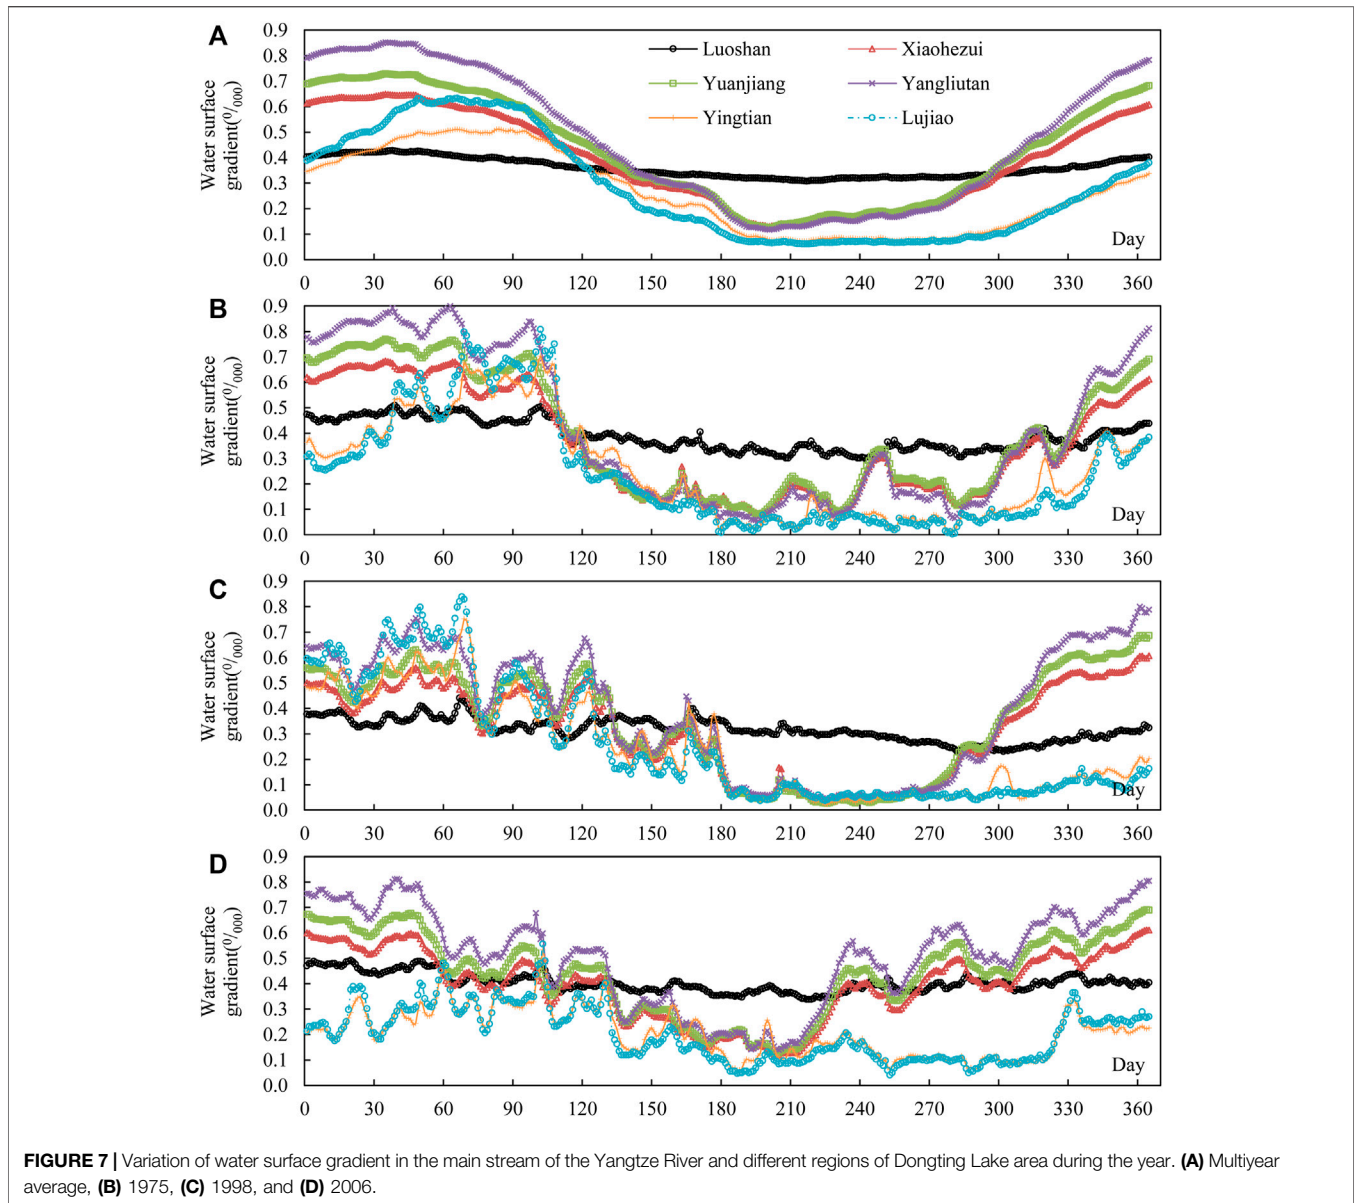 A
Water surface
gradient(⁰/₀₀₀)
0.9
0.8
0.7
0.6
0.5
0.4
0.3
0.2
0.1
0.0
Luoshan
Xiaohezui
Yuanjiang
Yangliutan
Yingtian
Lujiao
Day
0 30 60 90 120 150 180 210 240 270 300 330 360
B
Water surface
gradient(⁰/₀₀₀)
0.9
0.8
0.7
0.6
0.5
0.4
0.3
0.2
0.1
0.0
Day
0 30 60 90 120 150 180 210 240 270 300 330 360
C
Water surface
gradient(⁰/₀₀₀)
0.9
0.8
0.7
0.6
0.5
0.4
0.3
0.2
0.1
0.0
Day
0 30 60 90 120 150 180 210 240 270 300 330 360
D
Water surface
gradient(⁰/₀₀₀)
0.9
0.8
0.7
0.6
0.5
0.4
0.3
0.2
0.1
0.0
Day
0 30 60 90 120 150 180 210 240 270 300 330 360
FIGURE 7 | Variation of water surface gradient in the main stream of the Yangtze River and different regions of Dongting Lake area during the year. (A) Multiyear
average, (B) 1975, (C) 1998, and (D) 2006.